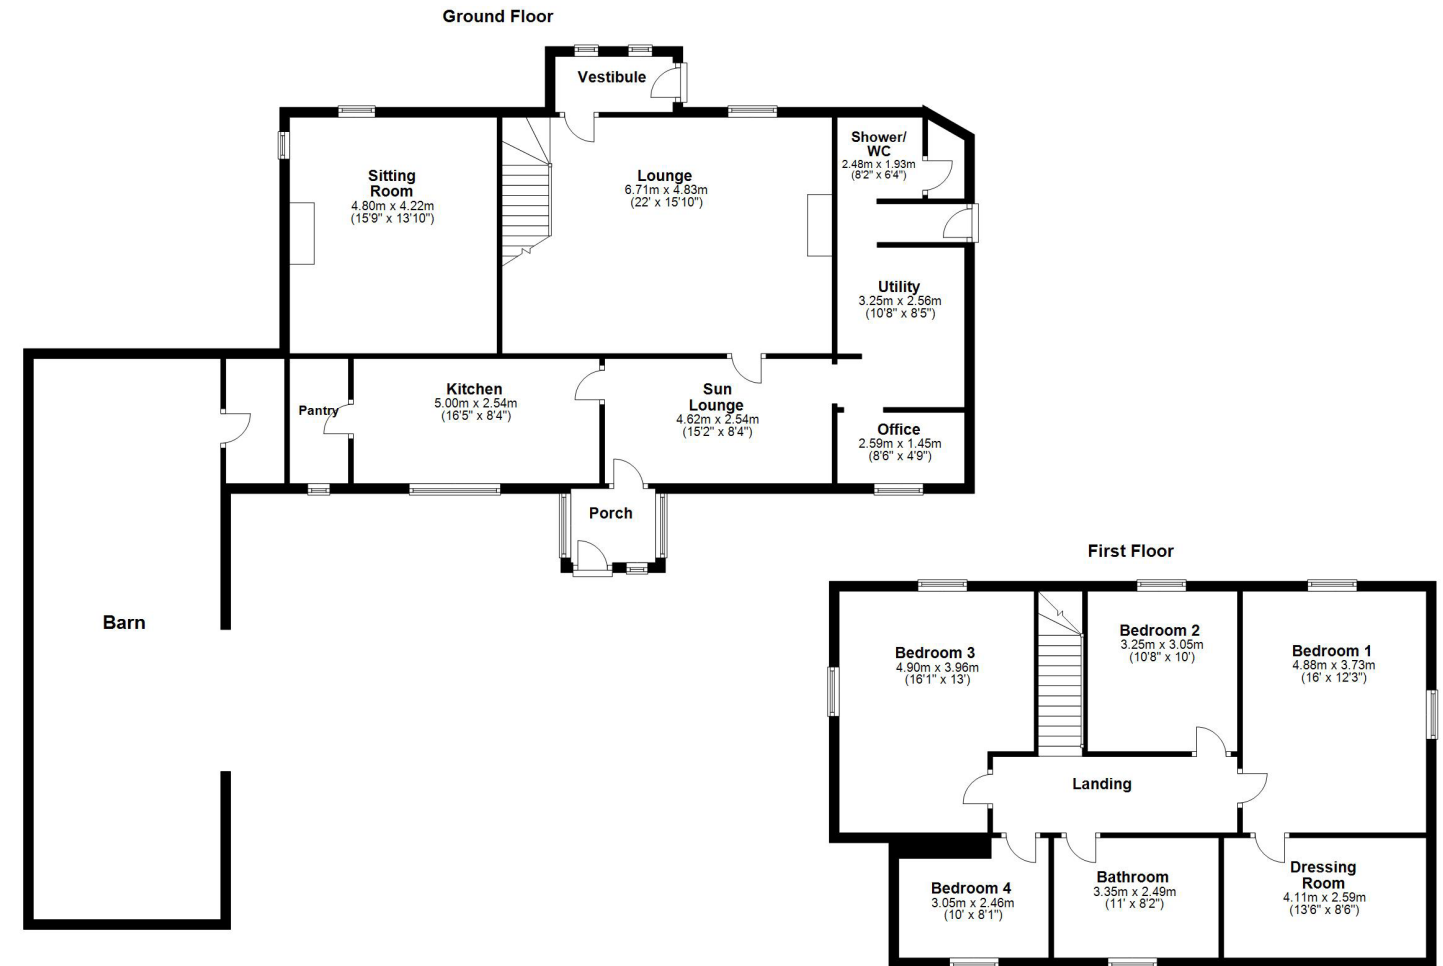 Ground Floor
Vestibule
Shower/
WC
2.48m x 1.93m
(8'2" x 6'4")
Sitting
Room
4.80m x 4.22m
(15'9" x 13'10")
Lounge
6.71m x 4.83m
(22' x 15'10")
Utility
3.25m x 2.56m
(10'8" x 8'5")
Pantry
Kitchen
5.00m x 2.54m
(16'5" x 8'4")
Sun
Lounge
4.62m x 2.54m
(15'2" x 8'4")
Office
2.59m x 1.45m
(8'6" x 4'9")
Porch
Barn
First Floor
Bedroom 3
4.90m x 3.96m
(16'1" x 13')
Bedroom 2
3.25m x 3.05m
(10'8" x 10')
Bedroom 1
4.88m x 3.73m
(16' x 12'3")
Landing
Bedroom 4
3.05m x 2.46m
(10' x 8'1")
Bathroom
3.35m x 2.49m
(11' x 8'2")
Dressing
Room
4.11m x 2.59m
(13'6" x 8'6")